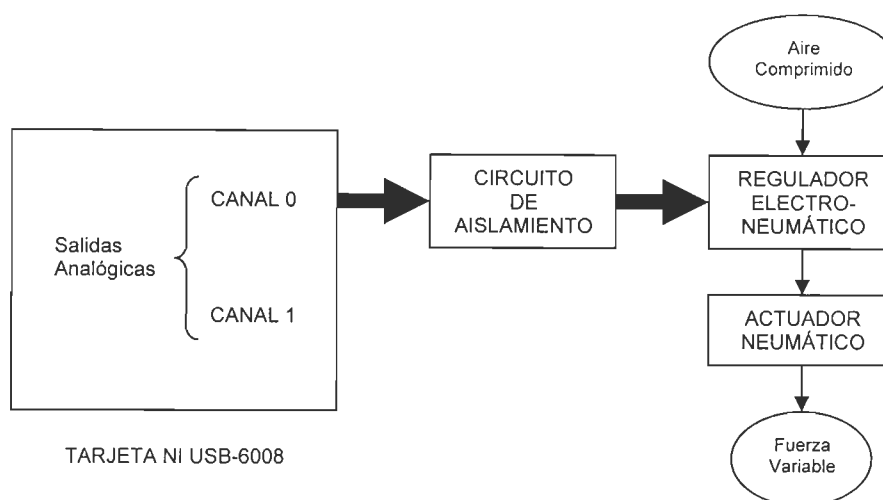 Aire
Comprimido
CANAL 0
Salidas
Analógicas
CANAL 1
CIRCUITO
DE
AISLAMIENTO
REGULADOR
ELECTRO-
NEUMÁTICO
ACTUADOR
NEUMÁTICO
Fuerza
Variable
TARJETA NI USB-6008